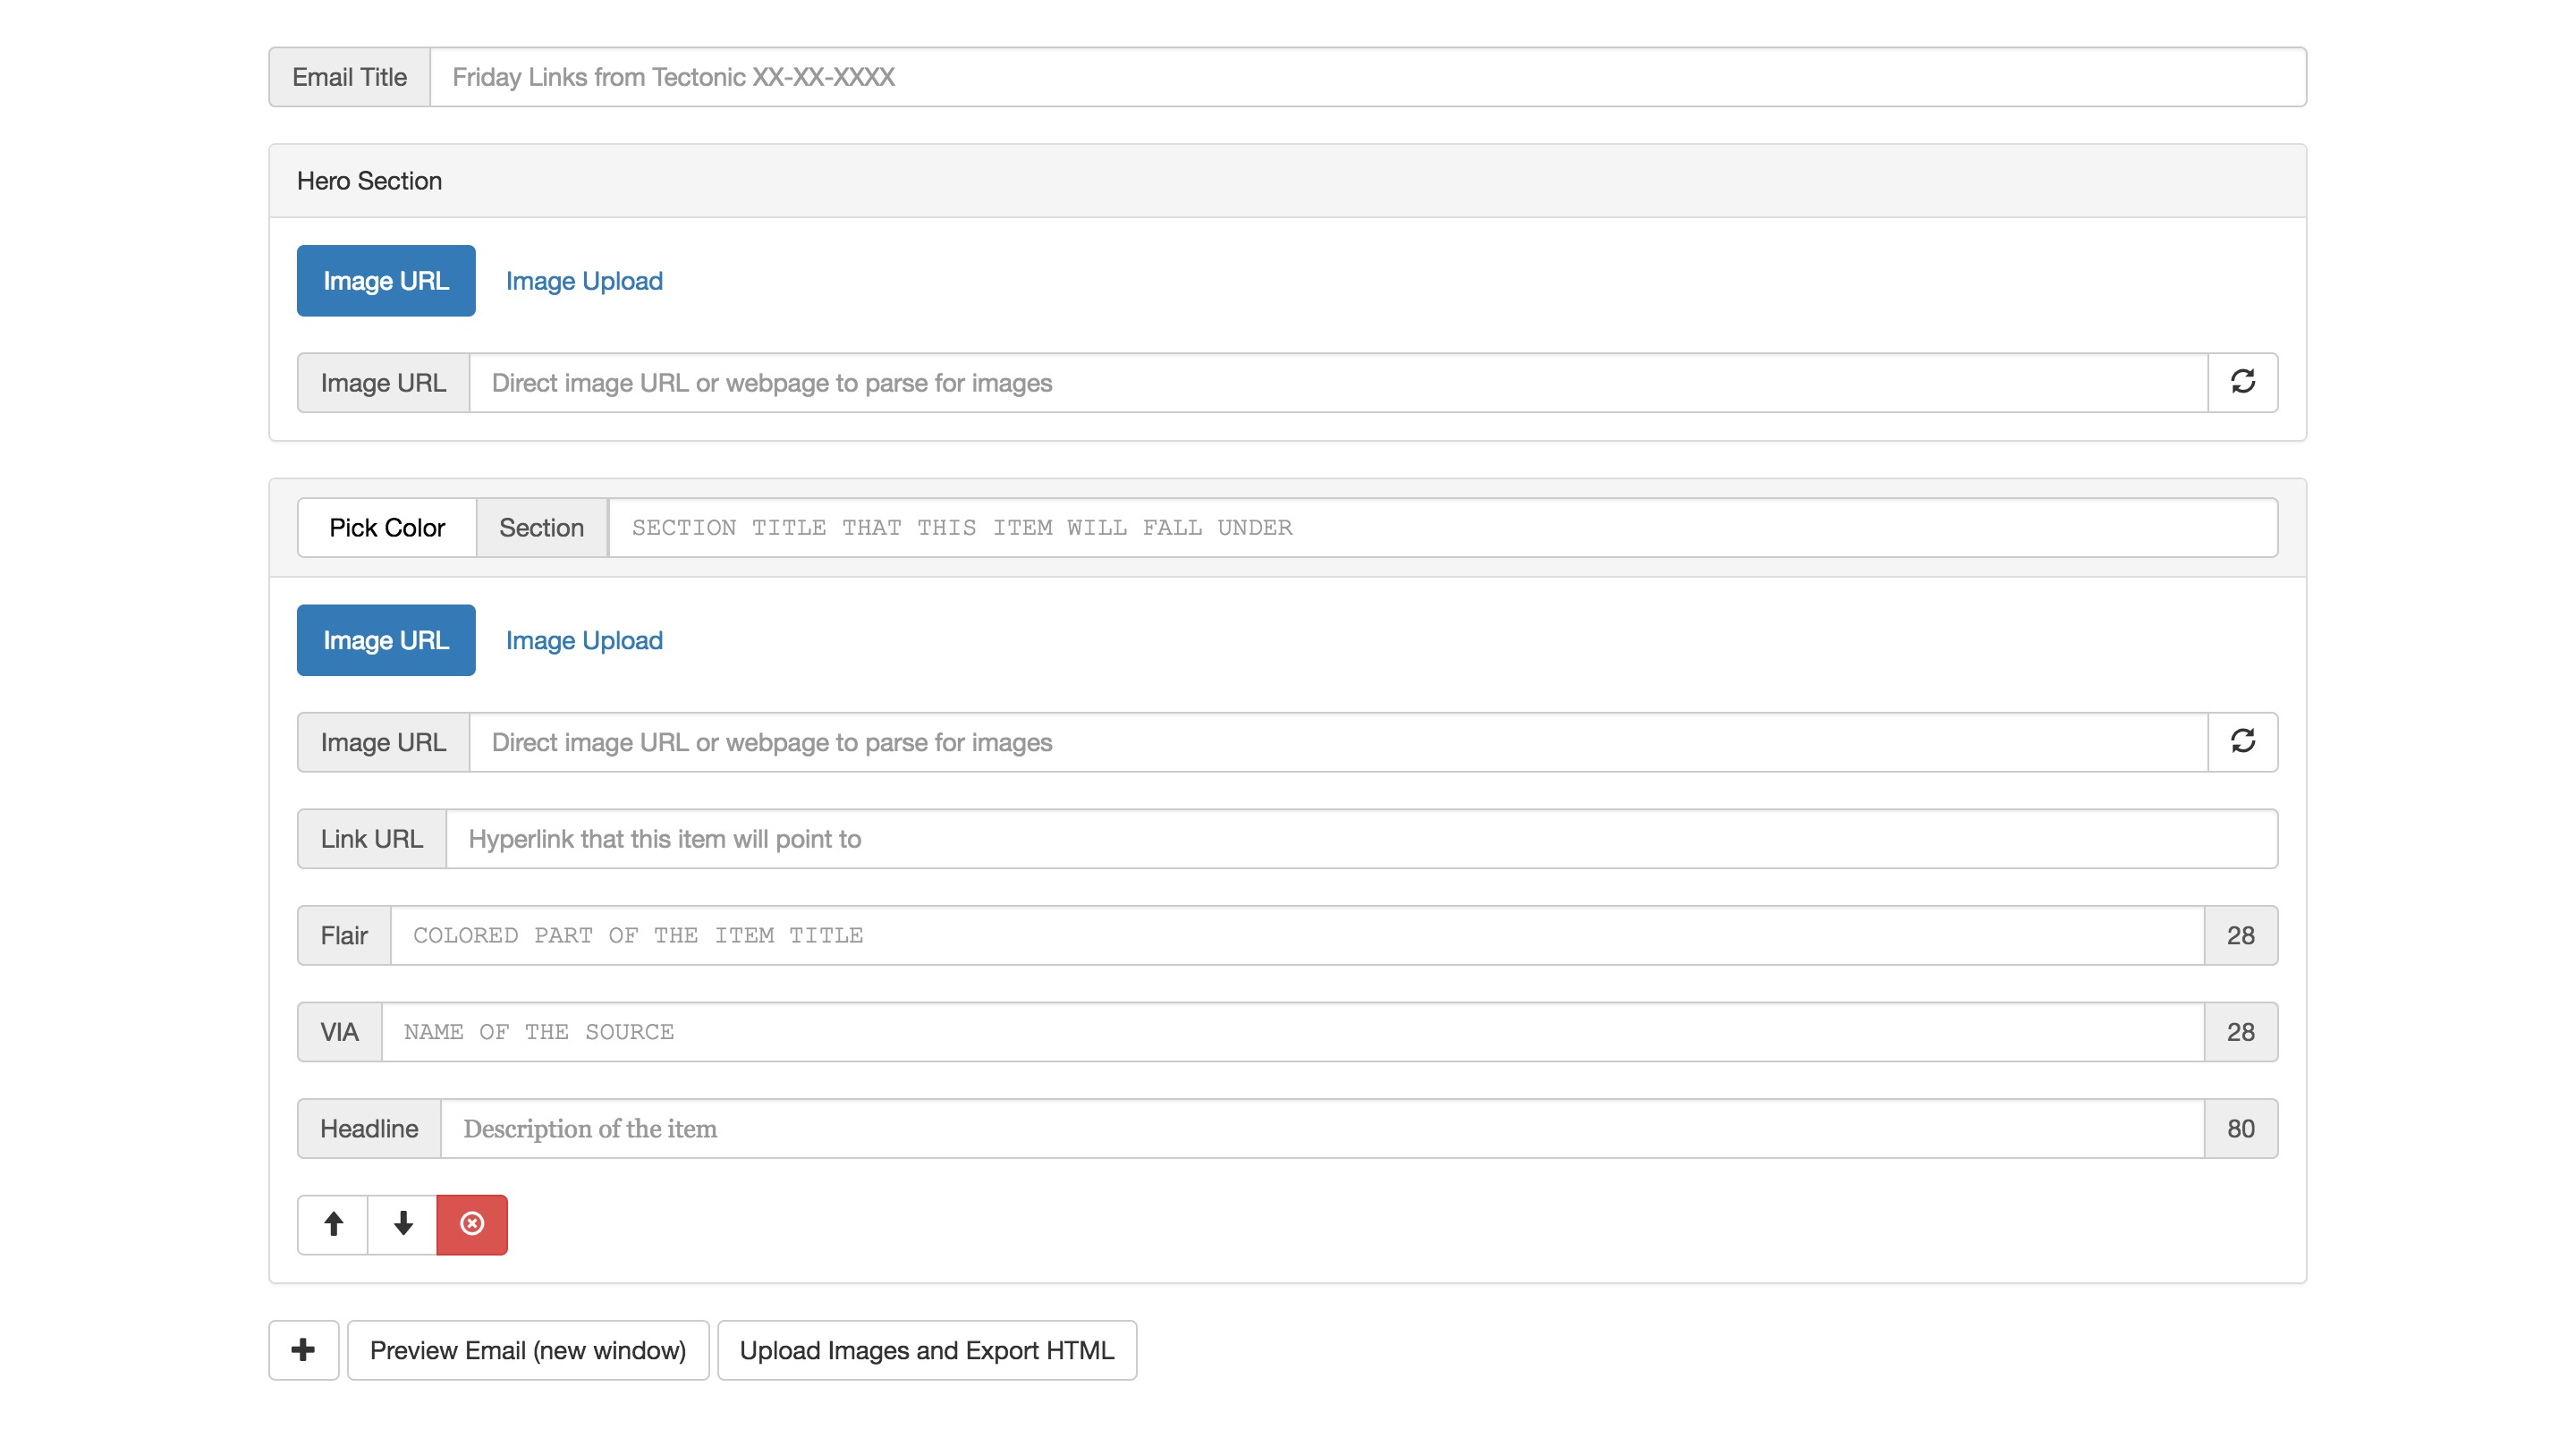 Email Title Friday Links from Tectonic XX-XX-XXXX
Hero Section
Image URL Image Upload
Image URL Direct image URL or webpage to parse for images
Pick Color Section SECTION TITLE THAT THIS ITEM WILL FALL UNDER
Image URL Image Upload
Image URL Direct image URL or webpage to parse for images
Link URL Hyperlink that this item will point to
Flair COLORED PART OF THE ITEM TITLE 28
VIA NAME OF THE SOURCE 28
Headline Description of the item 80
Preview Email (new window) Upload Images and Export HTML